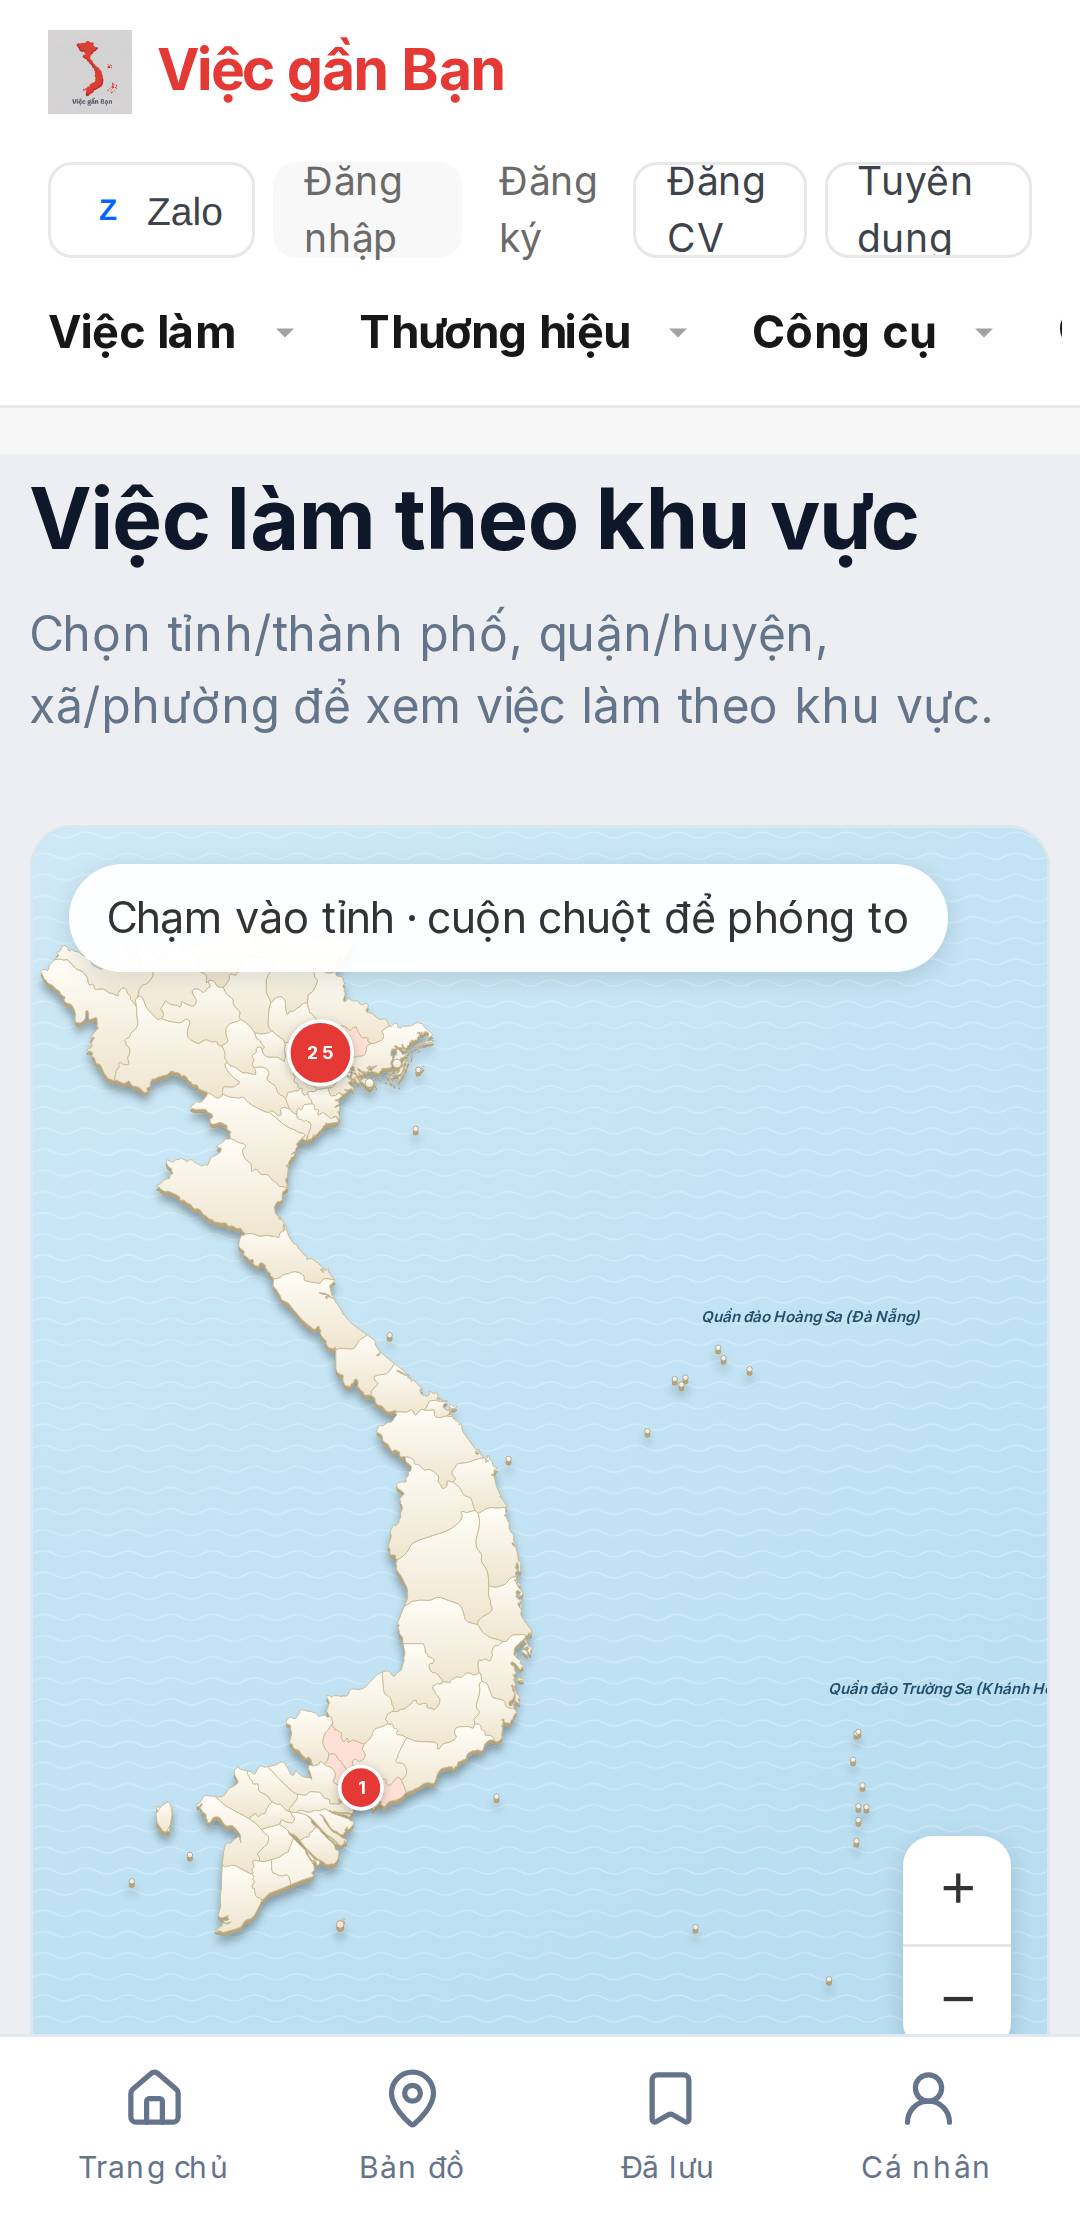 Việc gần Bạn
Việc gần Bạn
Z Zalo
Đăng nhập
Đăng ký
Đăng CV
Tuyển dụng
Việc làm
Thương hiệu
Công cụ
Việc làm theo khu vực
Chọn tỉnh/thành phố, quận/huyện,
xã/phường để xem việc làm theo khu vực.
Chạm vào tỉnh · cuộn chuột để phóng to
25
Quần đảo Hoàng Sa (Đà Nẵng)
Quần đảo Trường Sa (Khánh H
1
+
−
Trang chủ
Bản đồ
Đã lưu
Cá nhân